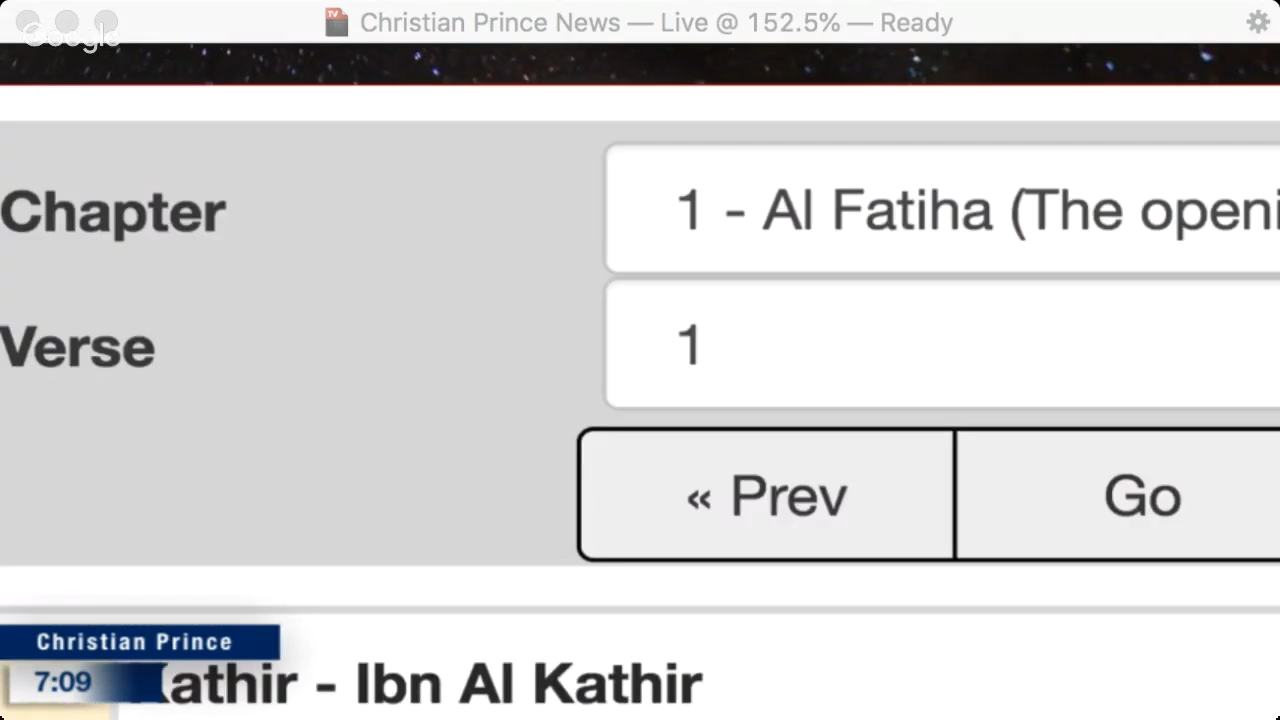 Christian Prince News — Live @ 152.5% — Ready
Google
Chapter
1 - Al Fatiha (The openi
Verse
1
« Prev
Go
Christian Prince
7:09
Kathir - Ibn Al Kathir